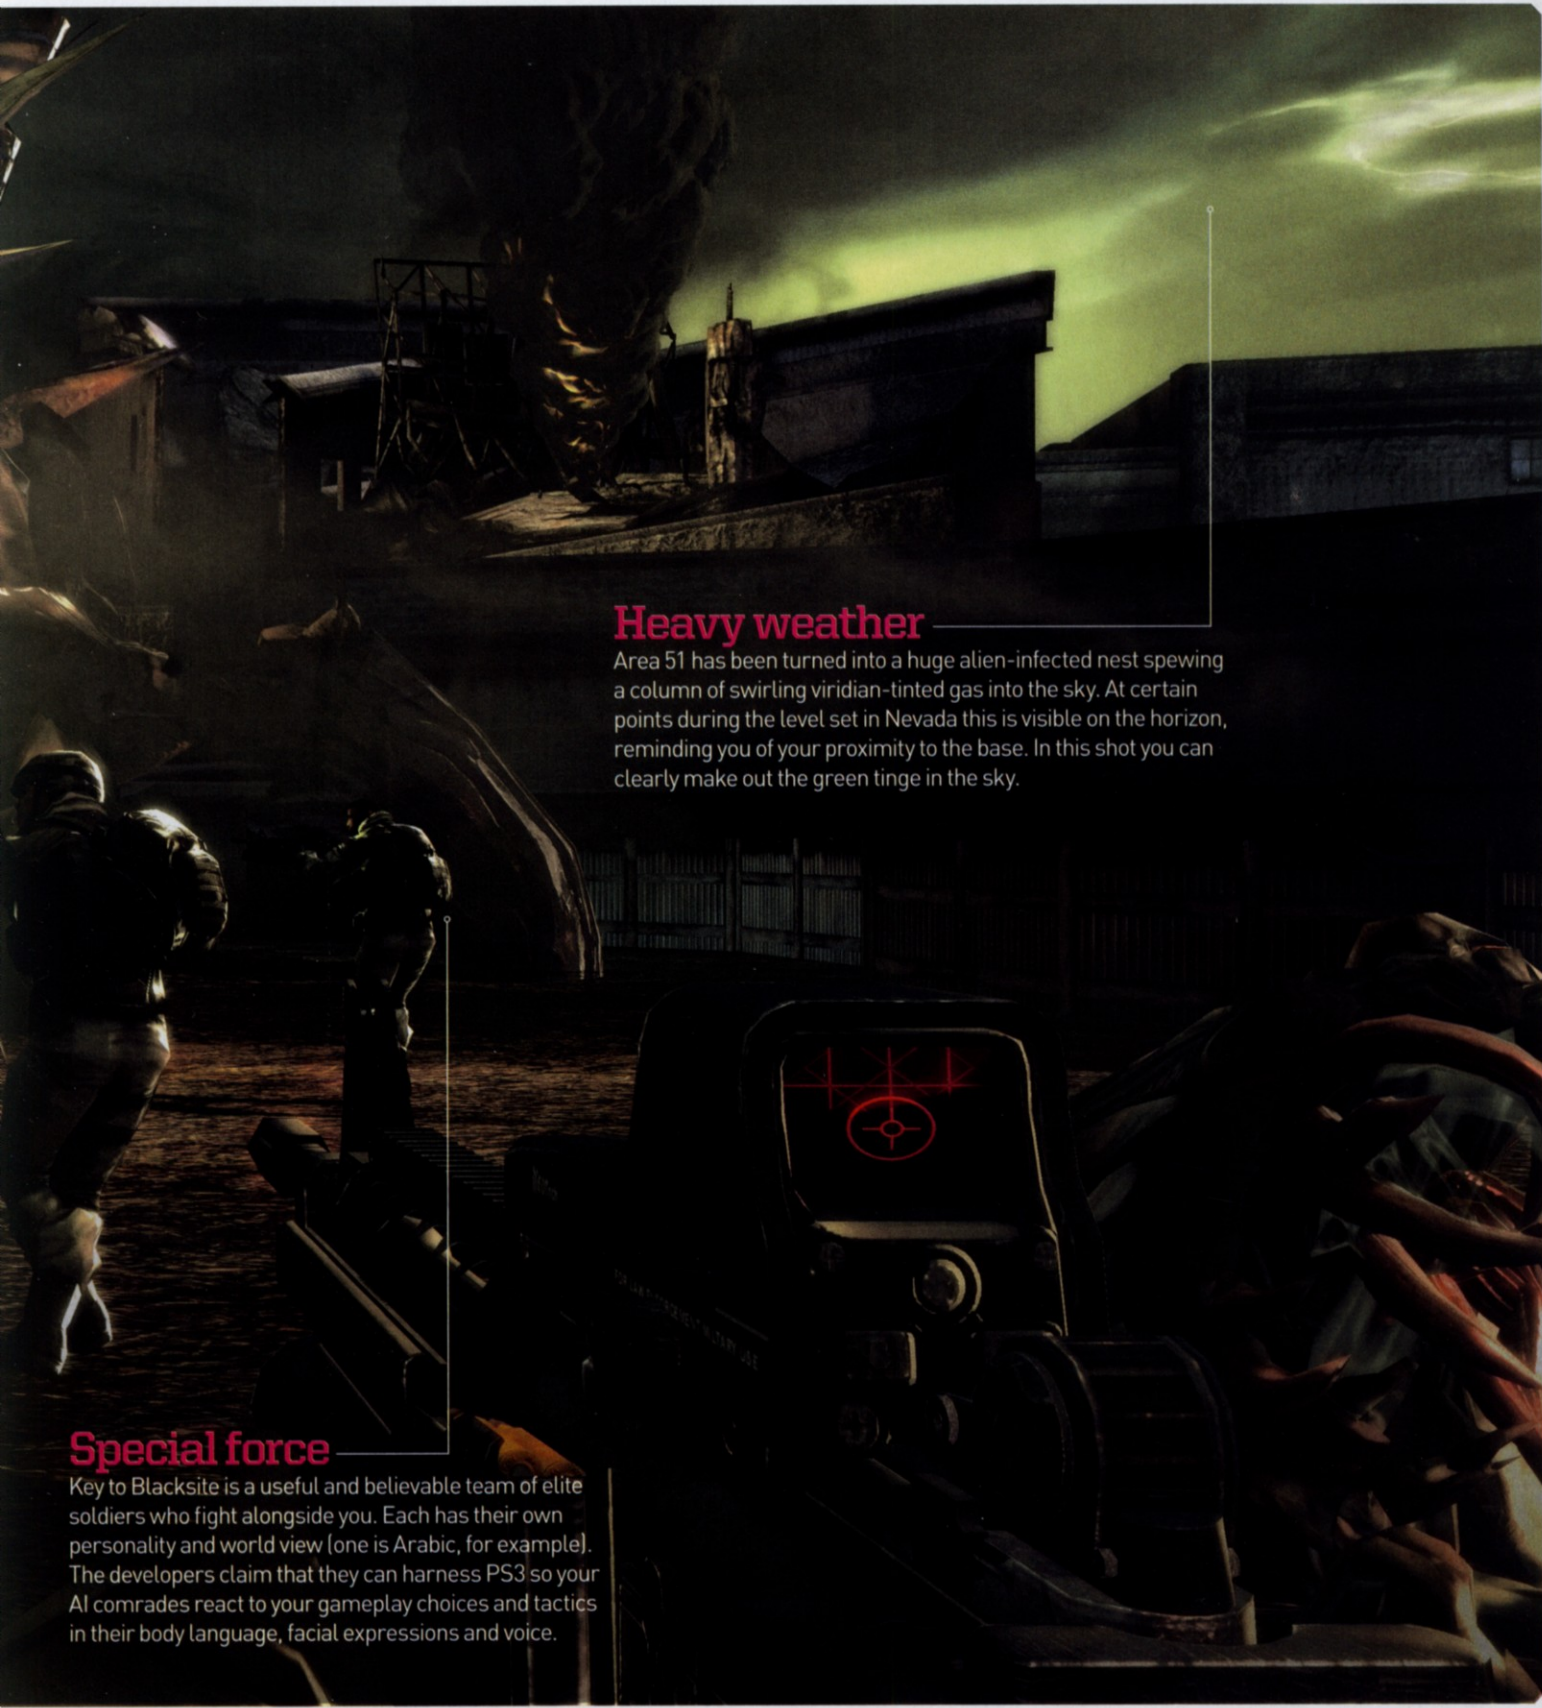 Heavy weather
Area 51 has been turned into a huge alien-infected nest spewing
a column of swirling viridian-tinted gas into the sky. At certain
points during the level set in Nevada this is visible on the horizon,
reminding you of your proximity to the base. In this shot you can
clearly make out the green tinge in the sky.
FOR LAW ENFORCEMENT MILITARY USE
Special force
Key to Blacksite is a useful and believable team of elite
soldiers who fight alongside you. Each has their own
personality and world view (one is Arabic, for example).
The developers claim that they can harness PS3 so your
AI comrades react to your gameplay choices and tactics
in their body language, facial expressions and voice.